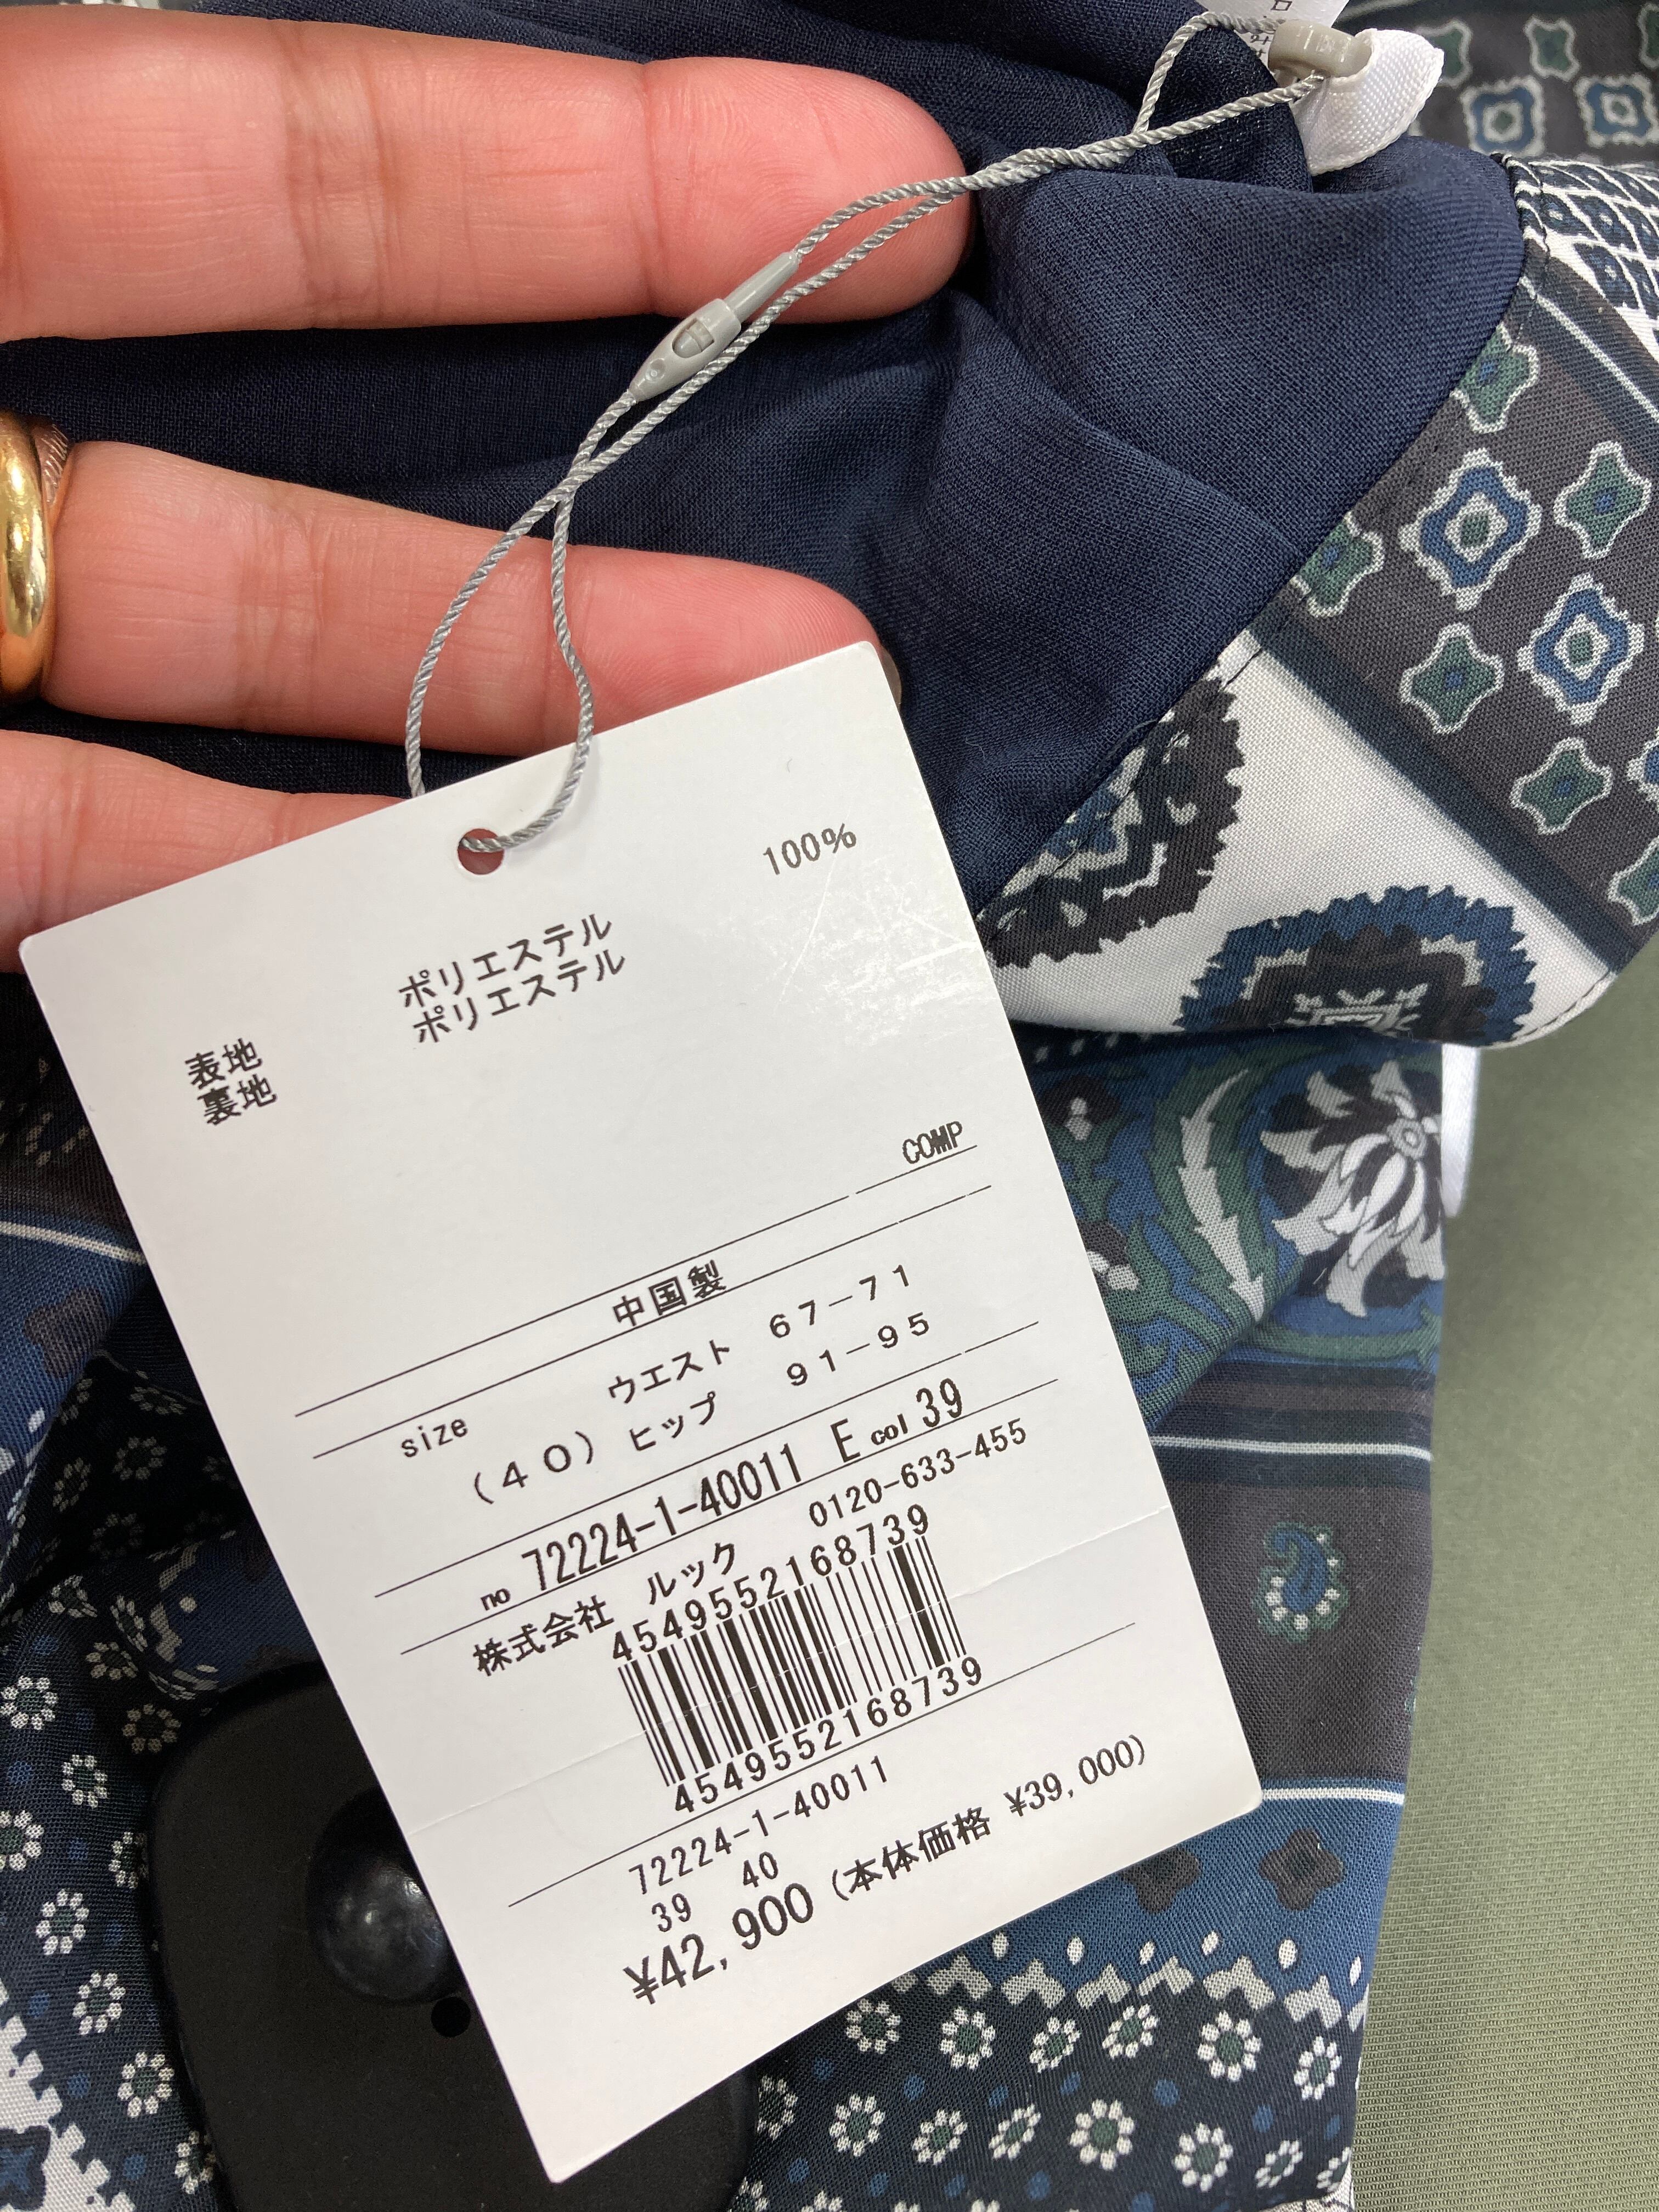 100%
表地 ポリエステル
裏地 ポリエステル
COMP
中国製
size ウエスト 67-71
(40) ヒップ 91-95
no 72224-1-40011 E col 39
株式会社 ルック 0120-633-455
4549552168739
4549552168739
72224-1-40011
39 40
¥42,900 (本体価格 ¥39,000)